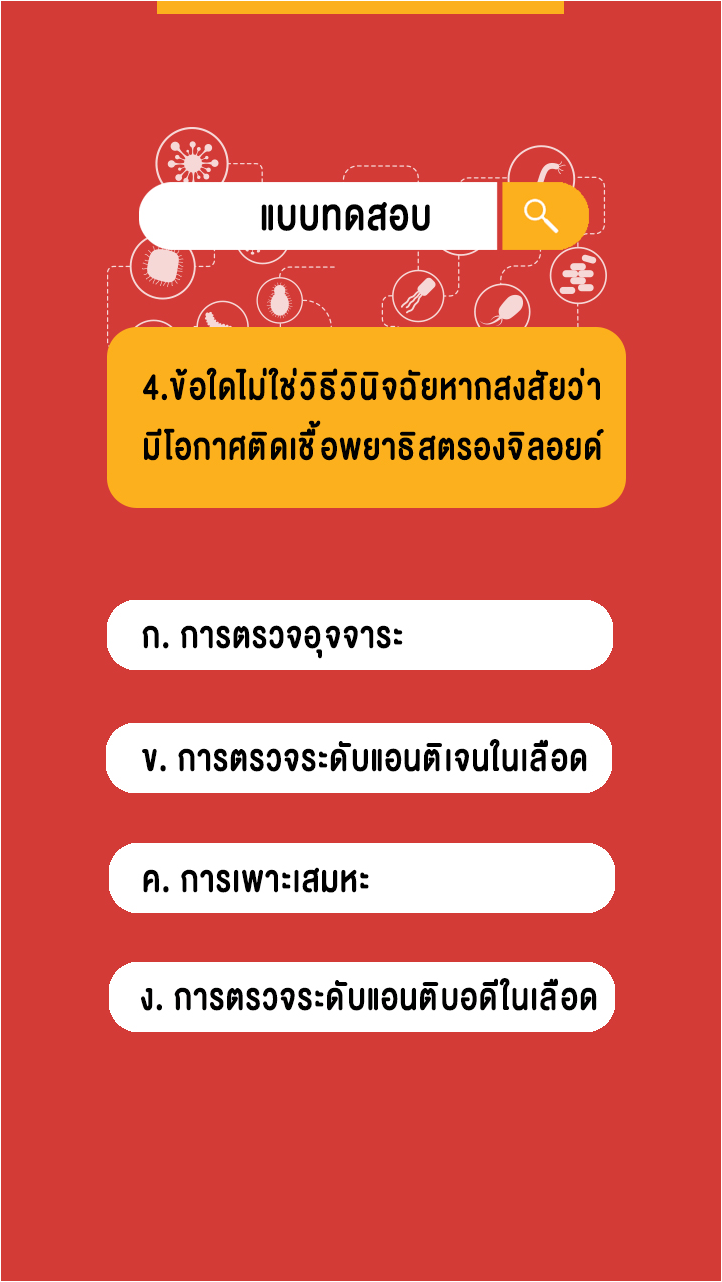 แบบทดสอบ
4.ข้อใดไม่ใช่วิธีวินิจฉัยหากสงสัยว่า
มีโอกาศติดเชื้อพยาธิสตรองจิลอยด์
ก. การตรวจอุจจาระ
ข. การตรวจระดับแอนติเจนในเลือด
ค. การเพาะเสมหะ
ง. การตรวจระดับแอนติบอดีในเลือด